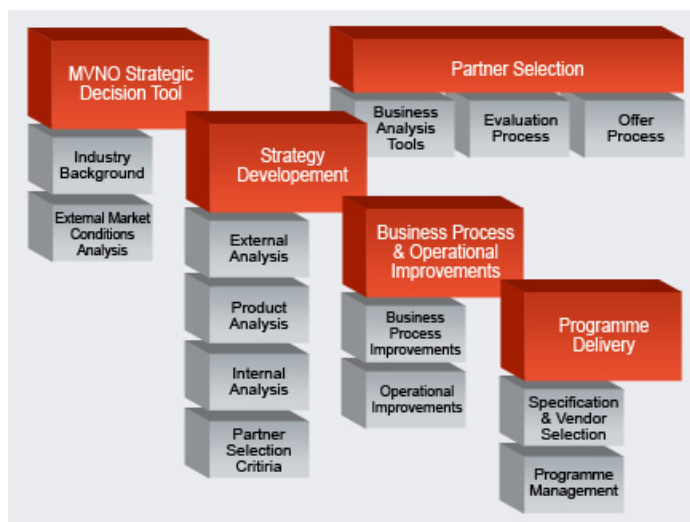 MVNO Strategic
Decision Tool
Industry
Background
External Market
Conditions
Analysis
Partner Selection
Business
Analysis
Tools
Evaluation
Process
Offer
Process
Strategy
Developement
External
Analysis
Product
Analysis
Internal
Analysis
Partner
Selection
Critiria
Business Process
& Operational
Improvements
Business
Process
Improvements
Operational
Improvements
Programme
Delivery
Specification
& Vendor
Selection
Programme
Management